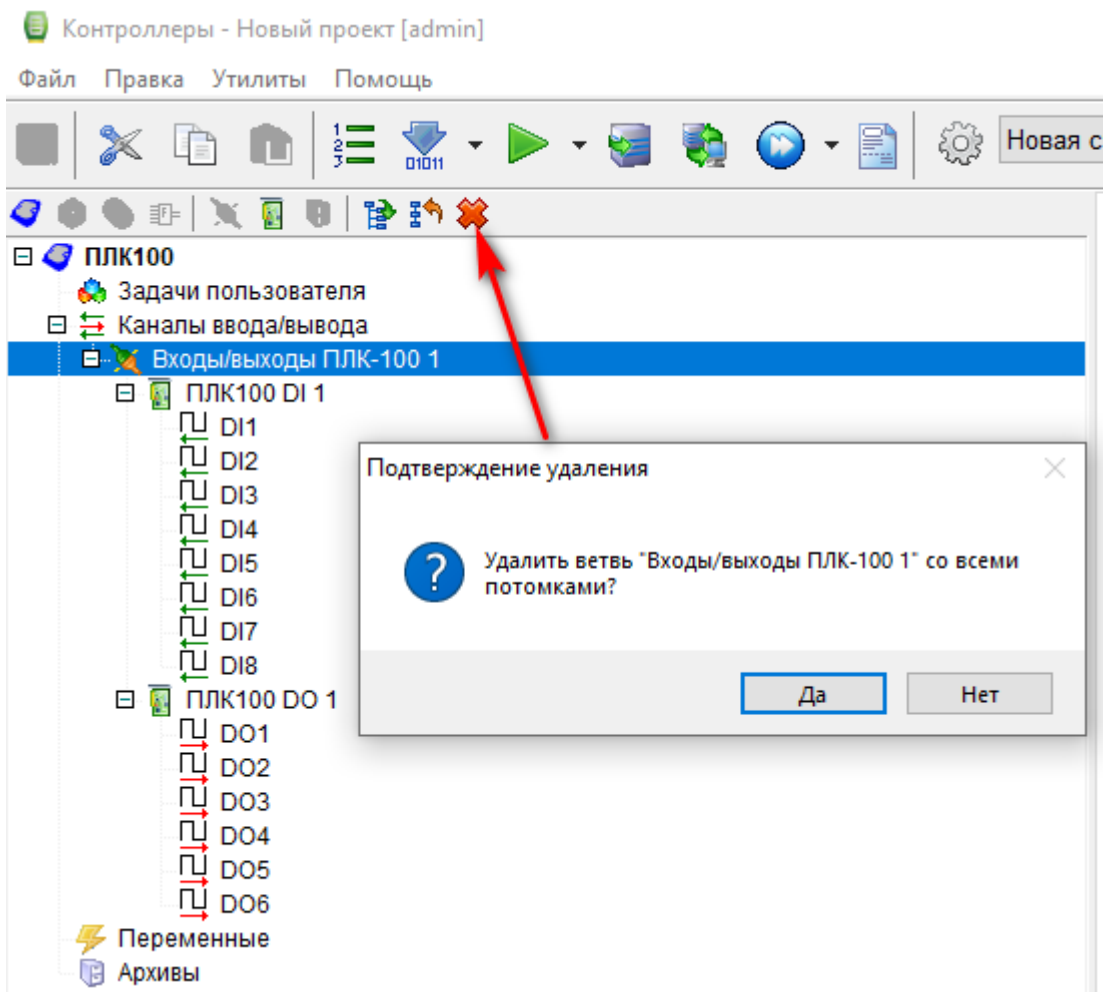 Контроллеры - Новый проект [admin]
Файл Правка Утилиты Помощь
1
2
3
01011
Новая с
ПЛК100
Задачи пользователя
Каналы ввода/вывода
Входы/выходы ПЛК-100 1
ПЛК100 DI 1
DI1
DI2
DI3
DI4
DI5
DI6
DI7
DI8
ПЛК100 DO 1
DO1
DO2
DO3
DO4
DO5
DO6
Переменные
Архивы
Подтверждение удаления
Удалить ветвь "Входы/выходы ПЛК-100 1" со всеми
потомками?
Да Нет